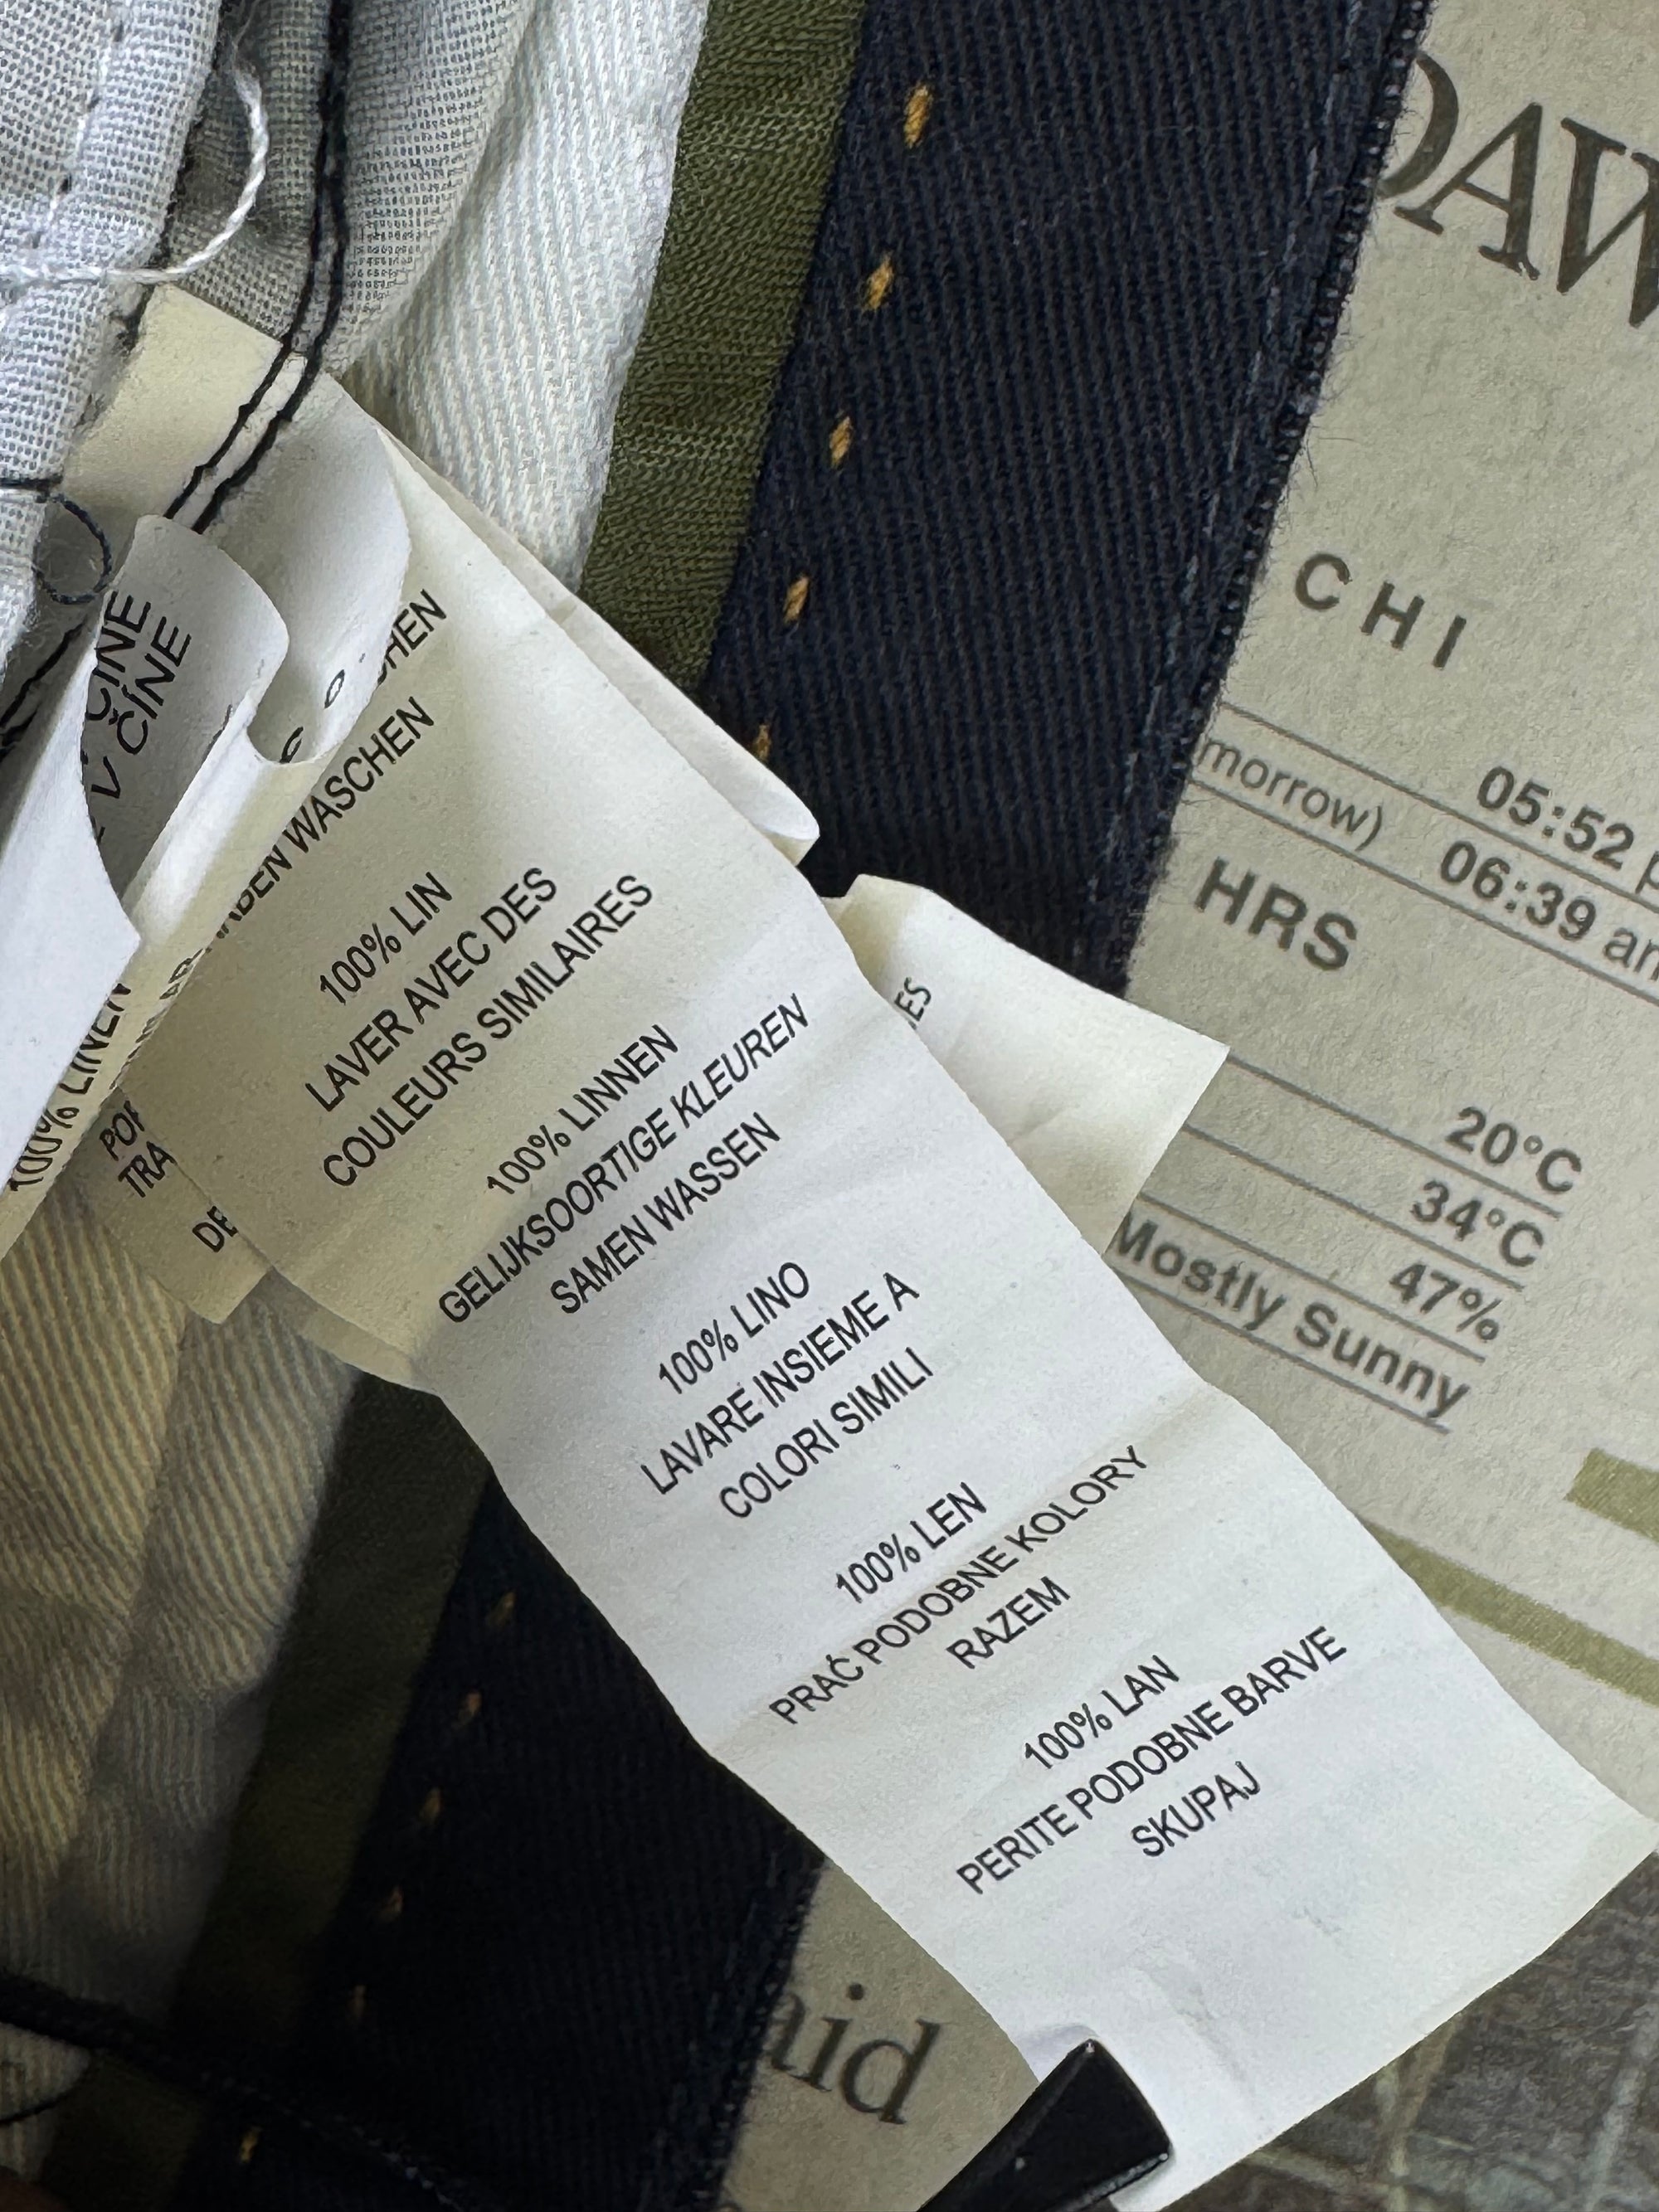 ČÍNE
V ČÍNE
100% LINEN
WASCHEN
100% LIN
LAVER AVEC DES
COULEURS SIMILAIRES
100% LINNEN
GELIJKSOORTIGE KLEUREN
SAMEN WASSEN
100% LINO
LAVARE INSIEME A
COLORI SIMILI
100% LEN
PRAĆ PODOBNE KOLORY
RAZEM
100% LAN
PERITE PODOBNE BARVE
SKUPAJ
CHI
05:52
06:39
HRS
20°C
34°C
47%
Mostly Sunny